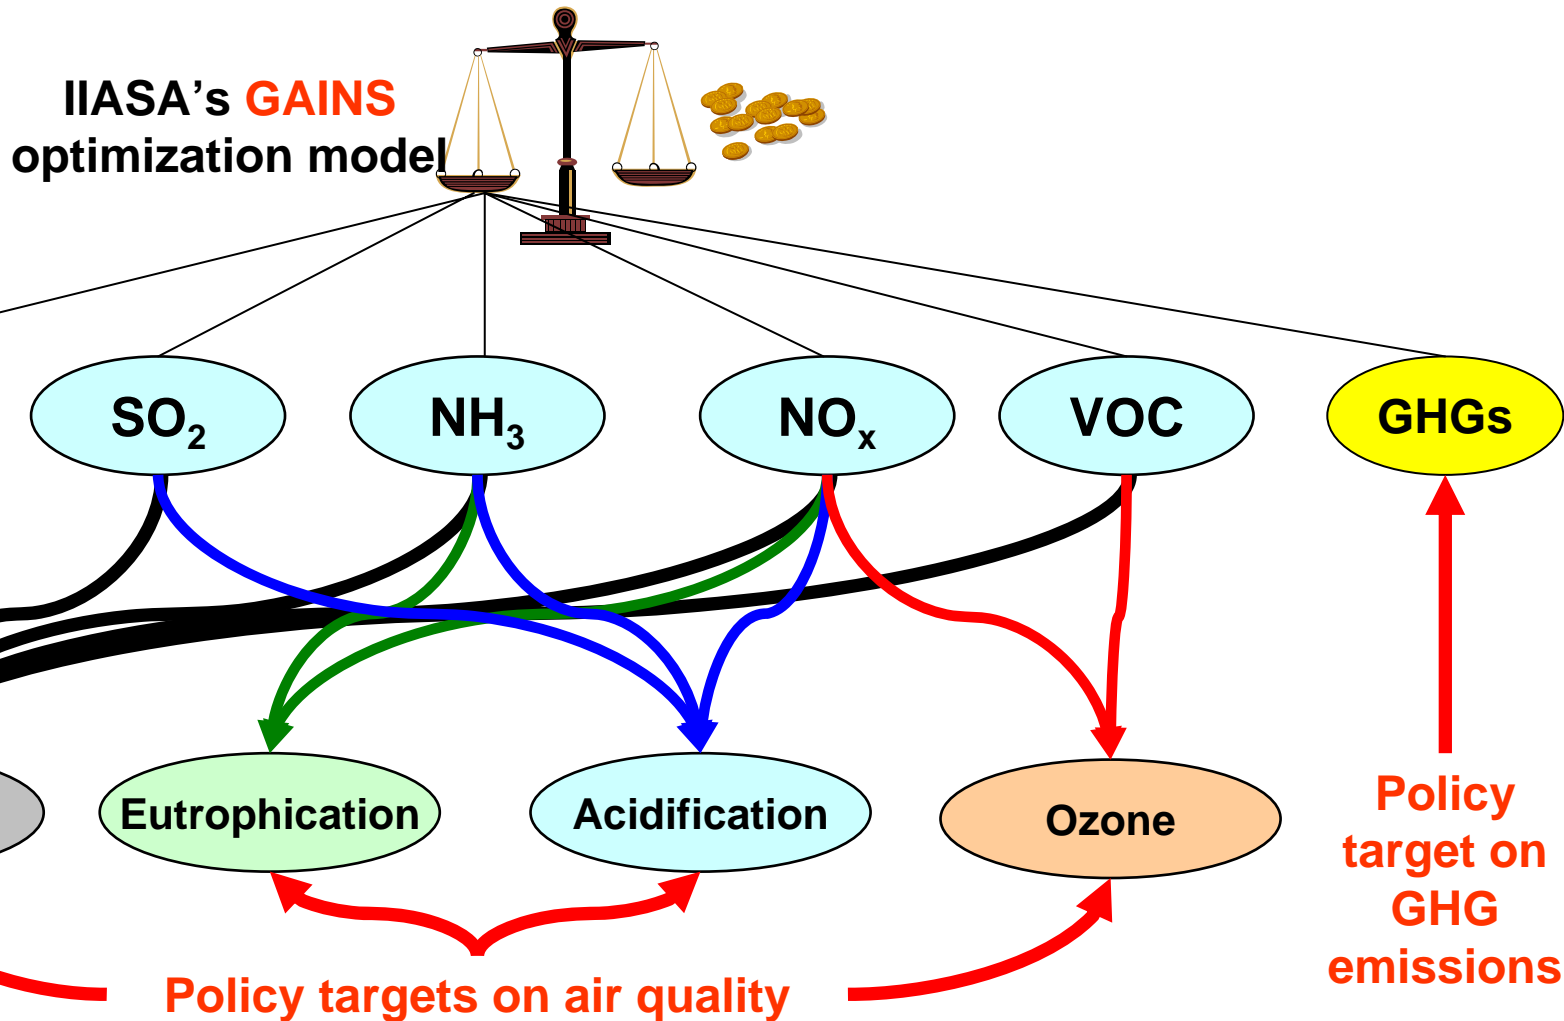 IIASA’s GAINS
optimization model
SO₂
NH₃
NOₓ
VOC
GHGs
Eutrophication
Acidification
Ozone
Policy
target on
GHG
emissions
Policy targets on air quality